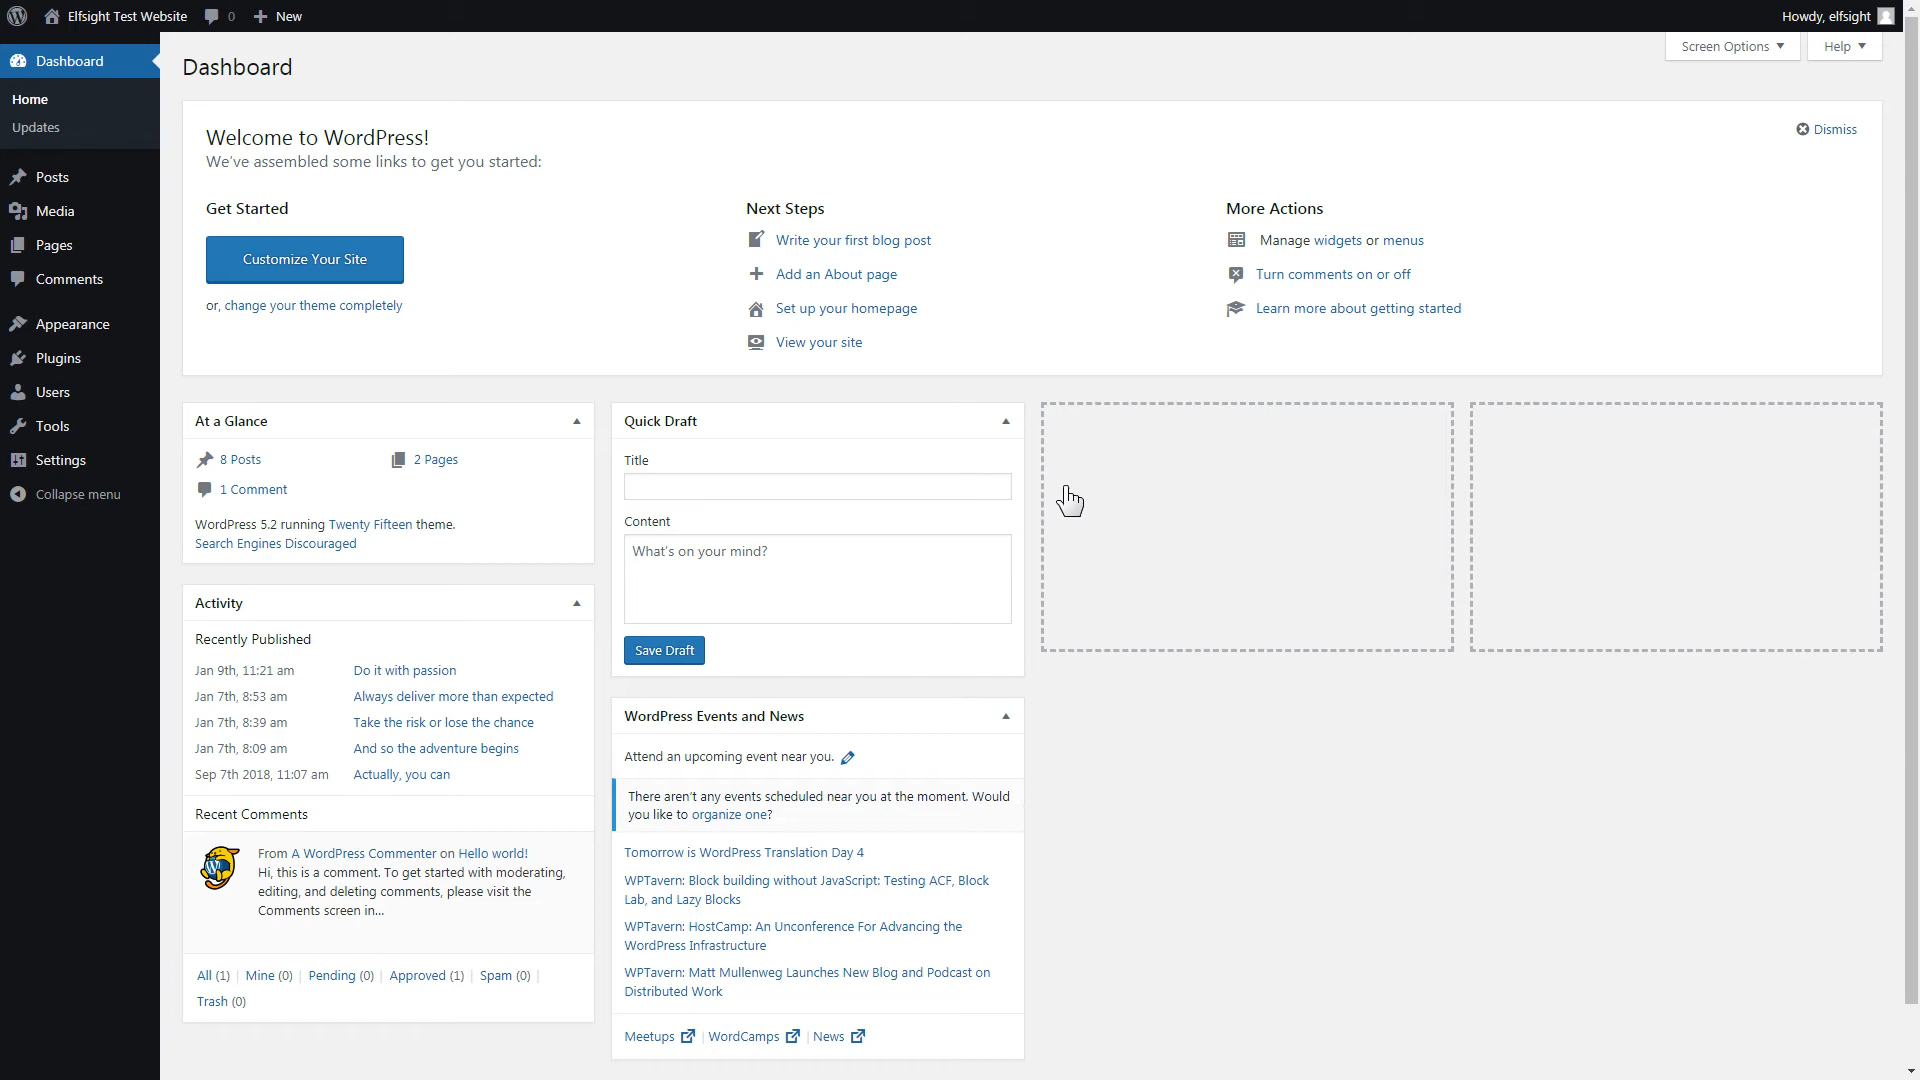 Elfsight Test Website 0 New Howdy, elfsight
Screen Options Help
Dashboard
Home
Updates
Posts
Media
Pages
Comments
Appearance
Plugins
Users
Tools
Settings
Collapse menu
Dashboard
Welcome to WordPress!
We've assembled some links to get you started:
Dismiss
Get Started
Customize Your Site
or, change your theme completely
Next Steps
Write your first blog post
Add an About page
Set up your homepage
View your site
More Actions
Manage widgets or menus
Turn comments on or off
Learn more about getting started
At a Glance
8 Posts 2 Pages
1 Comment
WordPress 5.2 running Twenty Fifteen theme.
Search Engines Discouraged
Activity
Recently Published
Jan 9th, 11:21 am Do it with passion
Jan 7th, 8:53 am Always deliver more than expected
Jan 7th, 8:39 am Take the risk or lose the chance
Jan 7th, 8:09 am And so the adventure begins
Sep 7th 2018, 11:07 am Actually, you can
Recent Comments
From A WordPress Commenter on Hello world!
Hi, this is a comment. To get started with moderating,
editing, and deleting comments, please visit the
Comments screen in...
All (1) | Mine (0) | Pending (0) | Approved (1) | Spam (0) |
Trash (0)
Quick Draft
Title
Content
What's on your mind?
Save Draft
WordPress Events and News
Attend an upcoming event near you.
There aren't any events scheduled near you at the moment. Would
you like to organize one?
Tomorrow is WordPress Translation Day 4
WPTavern: Block building without JavaScript: Testing ACF, Block
Lab, and Lazy Blocks
WPTavern: HostCamp: An Unconference For Advancing the
WordPress Infrastructure
WPTavern: Matt Mullenweg Launches New Blog and Podcast on
Distributed Work
Meetups | WordCamps | News